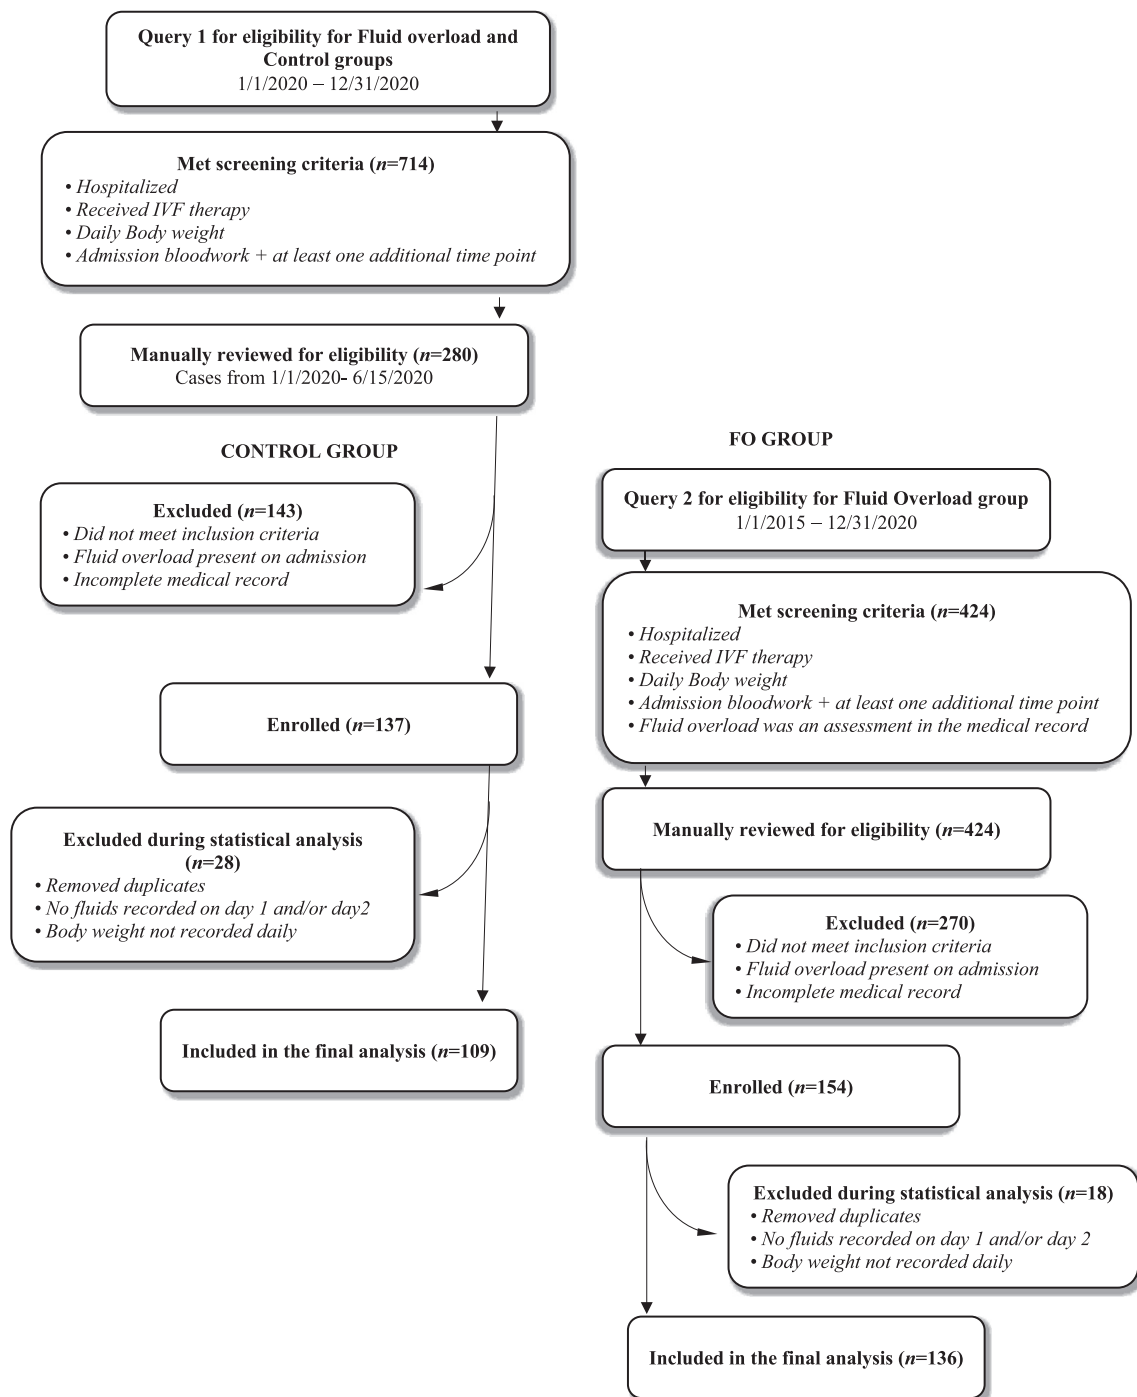 Query 1 for eligibility for Fluid overload and
Control groups
1/1/2020 – 12/31/2020
Met screening criteria (n=714)
• Hospitalized
• Received IVF therapy
• Daily Body weight
• Admission bloodwork + at least one additional time point
Manually reviewed for eligibility (n=280)
Cases from 1/1/2020- 6/15/2020
CONTROL GROUP
Excluded (n=143)
• Did not meet inclusion criteria
• Fluid overload present on admission
• Incomplete medical record
Enrolled (n=137)
Excluded during statistical analysis
(n=28)
• Removed duplicates
• No fluids recorded on day 1 and/or day2
• Body weight not recorded daily
Included in the final analysis (n=109)
FO GROUP
Query 2 for eligibility for Fluid Overload group
1/1/2015 – 12/31/2020
Met screening criteria (n=424)
• Hospitalized
• Received IVF therapy
• Daily Body weight
• Admission bloodwork + at least one additional time point
• Fluid overload was an assessment in the medical record
Manually reviewed for eligibility (n=424)
Excluded (n=270)
• Did not meet inclusion criteria
• Fluid overload present on admission
• Incomplete medical record
Enrolled (n=154)
Excluded during statistical analysis (n=18)
• Removed duplicates
• No fluids recorded on day 1 and/or day 2
• Body weight not recorded daily
Included in the final analysis (n=136)